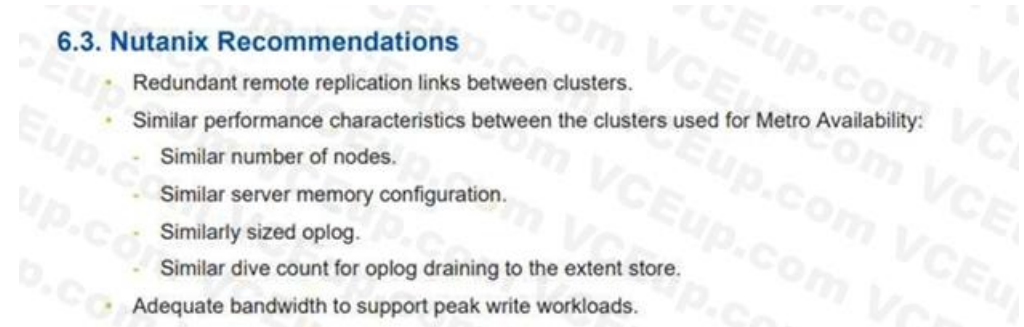 6.3. Nutanix Recommendations
Redundant remote replication links between clusters.
Similar performance characteristics between the clusters used for Metro Availability:
- Similar number of nodes.
- Similar server memory configuration.
- Similarly sized oplog.
- Similar dive count for oplog draining to the extent store.
Adequate bandwidth to support peak write workloads.
VCEup.com